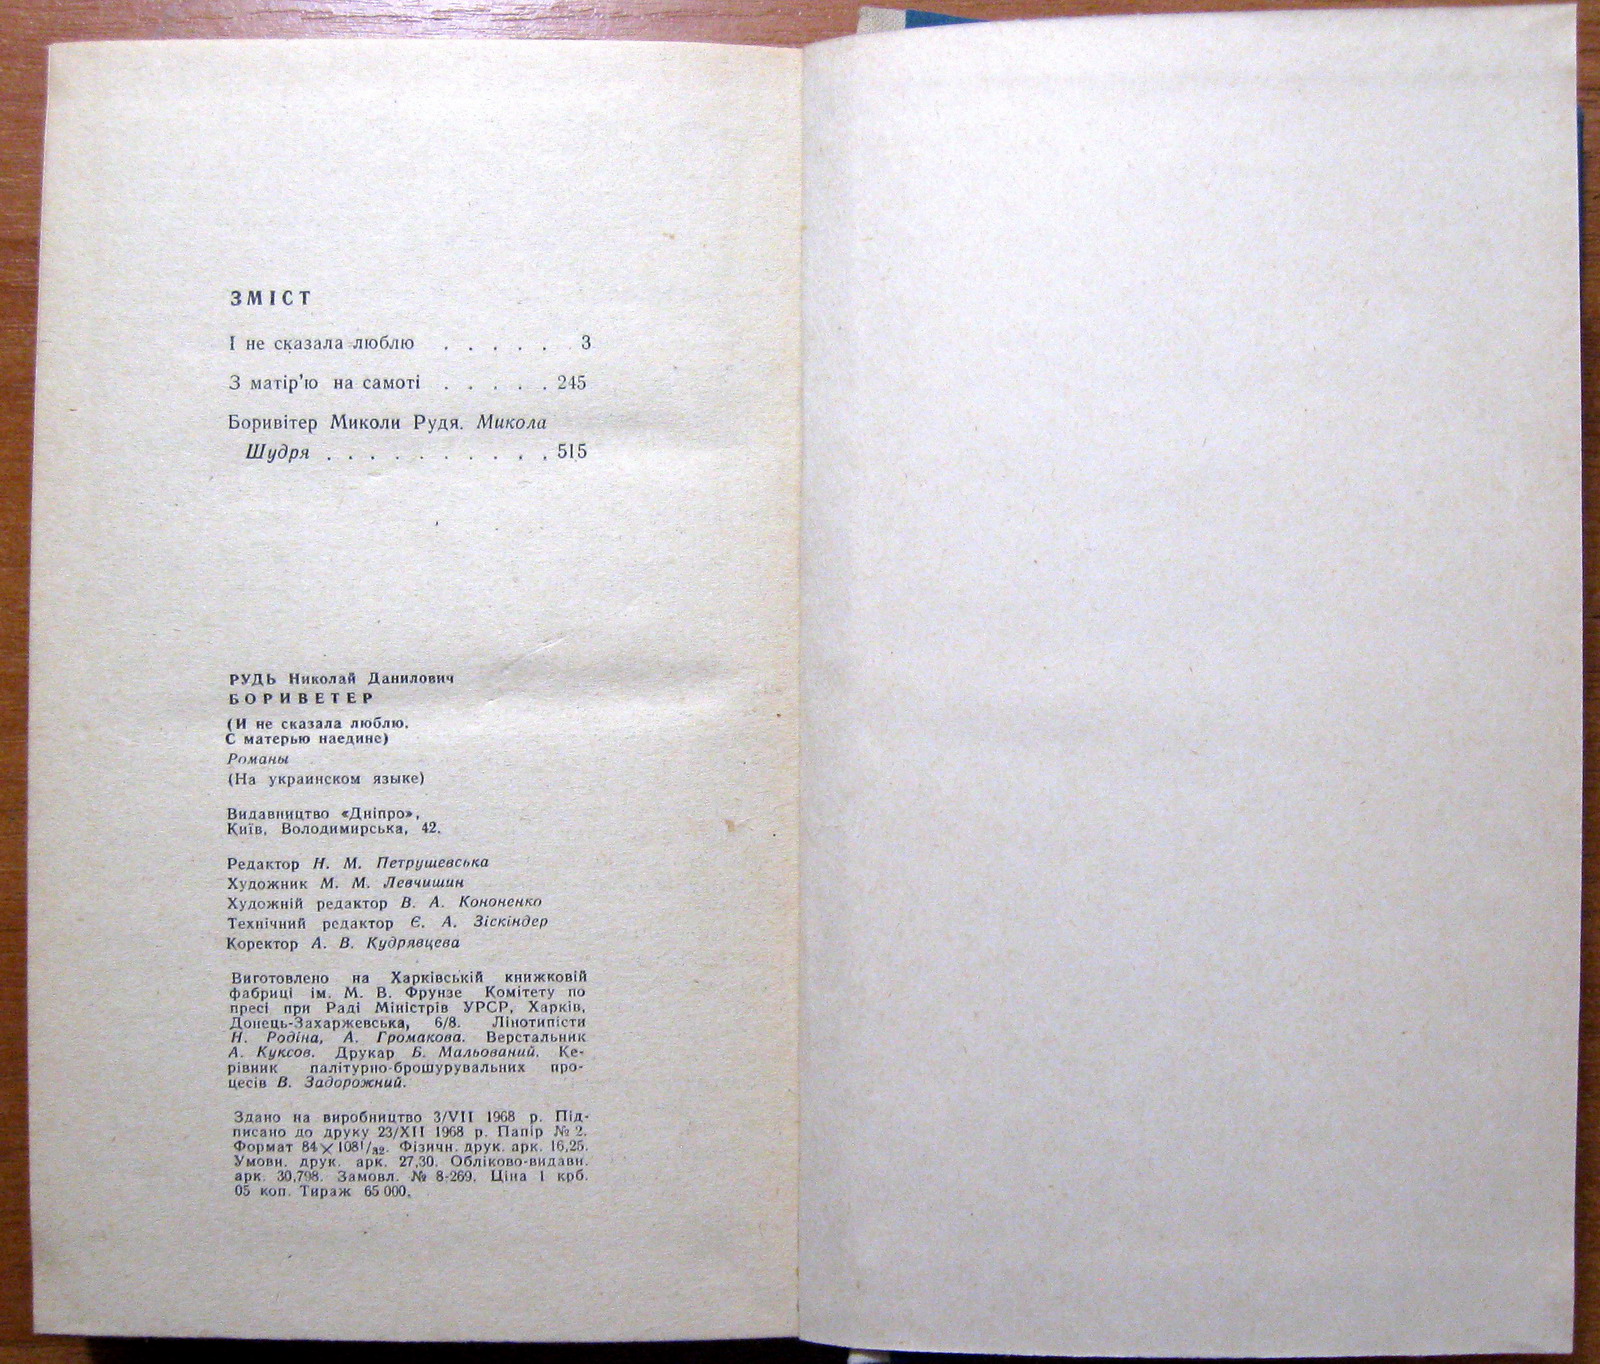 ЗМІСТ
І не сказала люблю . . . . . . 3
З матір'ю на самоті . . . . . 245
Боривітер Миколи Рудя. Микола
Шудря . . . . . . . . . . 515
РУДЬ Николай Данилович
БОРИВЕТЕР
(И не сказала люблю.
С матерью наедине)
Романы
(На украинском языке)
Видавництво «Дніпро»,
Київ, Володимирська, 42.
Редактор Н. М. Петрушевська
Художник М. М. Левчишин
Художній редактор В. А. Кононенко
Технічний редактор Є. А. Зіскіндер
Коректор А. В. Кудрявцева
Виготовлено на Харківській книжковій
фабриці ім. М. В. Фрунзе Комітету по
пресі при Раді Міністрів УРСР, Харків,
Донець-Захаржевська, 6/8. Лінотипісти
Н. Родіна, А. Громакова. Верстальник
А. Куксов. Друкар Б. Мальований. Ке-
рівник палітурно-брошурувальних про-
цесів В. Задорожний.
Здано на виробництво 3/VII 1968 р. Під-
писано до друку 23/XII 1968 р. Папір № 2.
Формат 84×108 1/32. Фізичн. друк. арк. 16,25.
Умовн. друк. арк. 27,30. Обліково-видавн.
арк. 30,798. Замовл. № 8-269. Ціна 1 крб.
05 коп. Тираж 65 000.